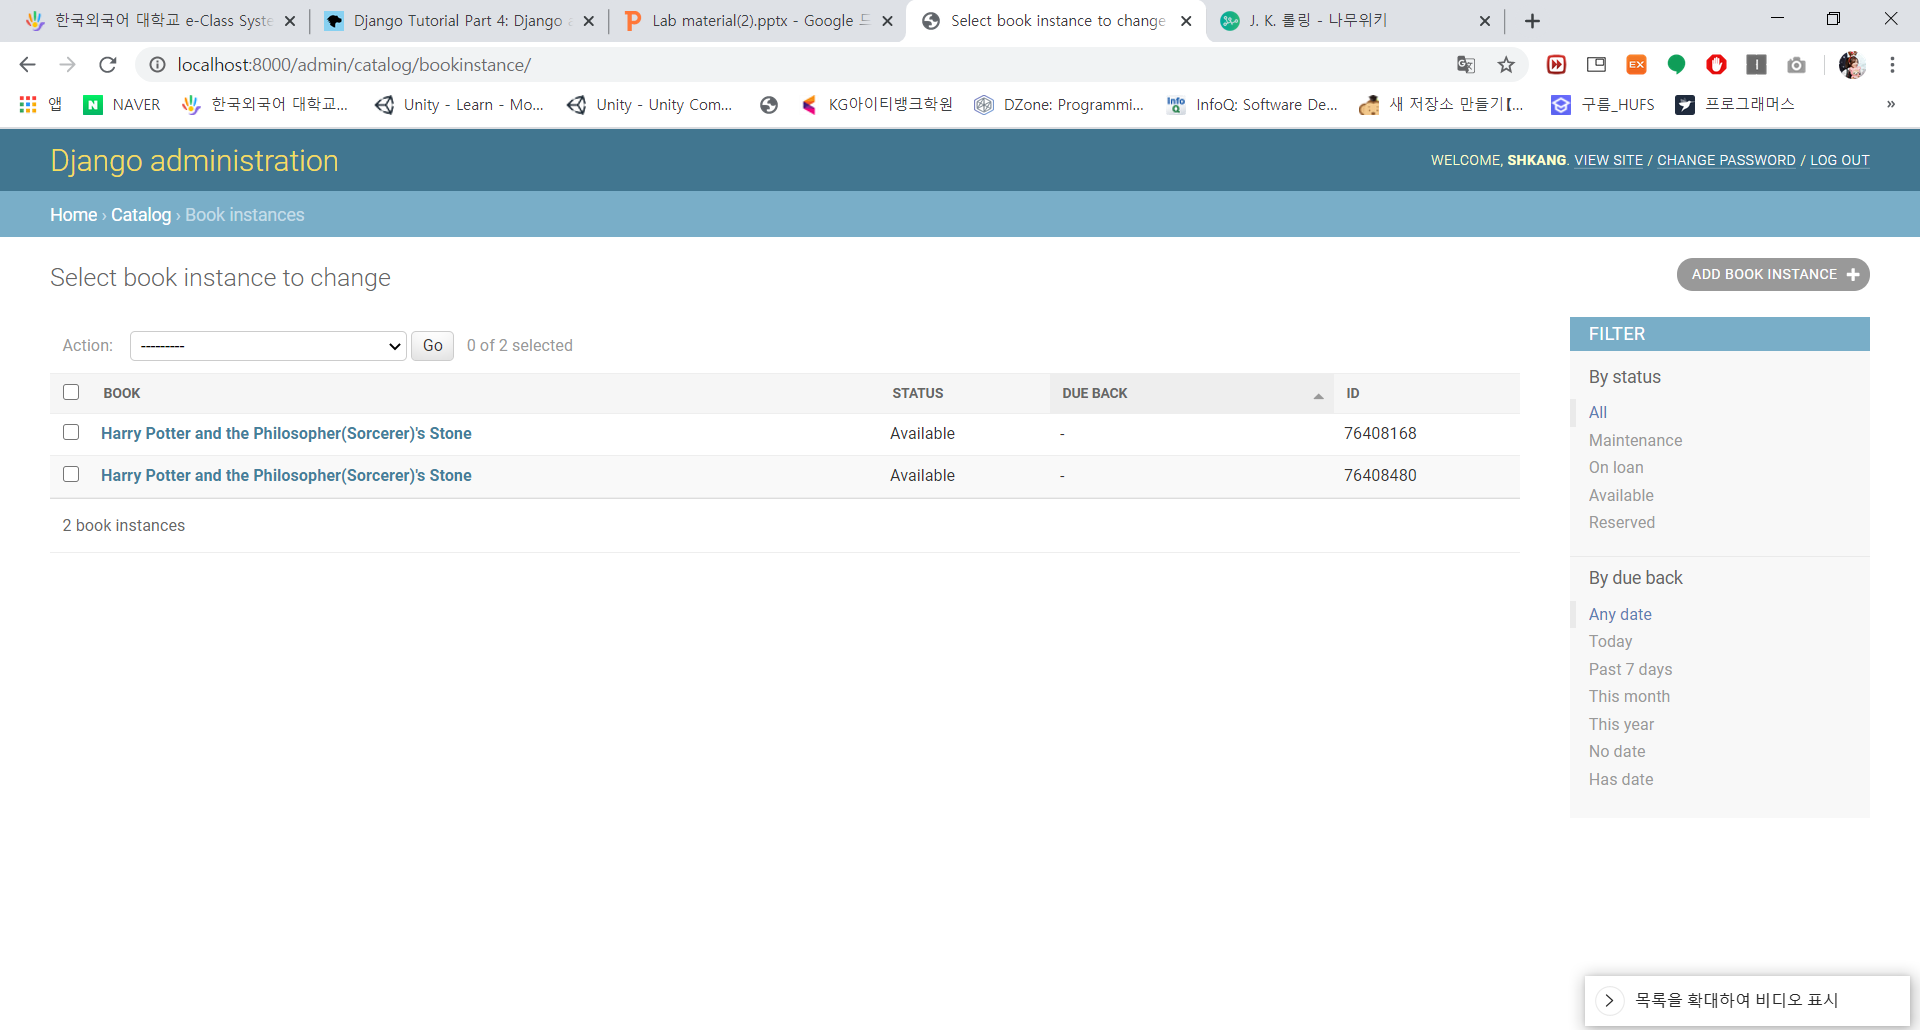 한국외국어 대학교 e-Class Syste
Django Tutorial Part 4: Django a
Lab material(2).pptx - Google 드
Select book instance to change
J. K. 롤링 - 나무위키
localhost:8000/admin/catalog/bookinstance/
앱
NAVER
한국외국어 대학교...
Unity - Learn - Mo...
Unity - Unity Com...
KG아이티뱅크학원
DZone: Programmi...
InfoQ: Software De...
새 저장소 만들기【...
구름_HUFS
프로그래머스
»
Django administration
WELCOME, SHKANG. VIEW SITE / CHANGE PASSWORD / LOG OUT
Home › Catalog › Book instances
Select book instance to change
ADD BOOK INSTANCE +
Action: --------- Go 0 of 2 selected
BOOK STATUS DUE BACK ID
Harry Potter and the Philosopher(Sorcerer)'s Stone Available - 76408168
Harry Potter and the Philosopher(Sorcerer)'s Stone Available - 76408480
2 book instances
FILTER
By status
All
Maintenance
On loan
Available
Reserved
By due back
Any date
Today
Past 7 days
This month
This year
No date
Has date
목록을 확대하여 비디오 표시